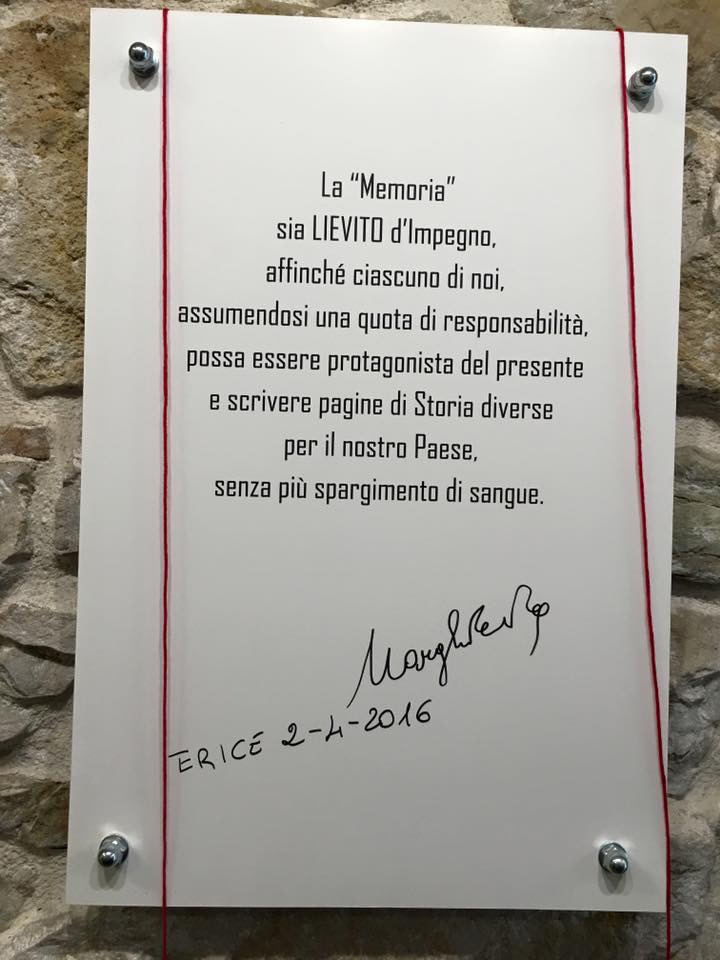 La “Memoria”
sia LIEVITO d’Impegno,
affinché ciascuno di noi,
assumendosi una quota di responsabilità,
possa essere protagonista del presente
e scrivere pagine di Storia diverse
per il nostro Paese,
senza più spargimento di sangue.
ERICE 2-4-2016